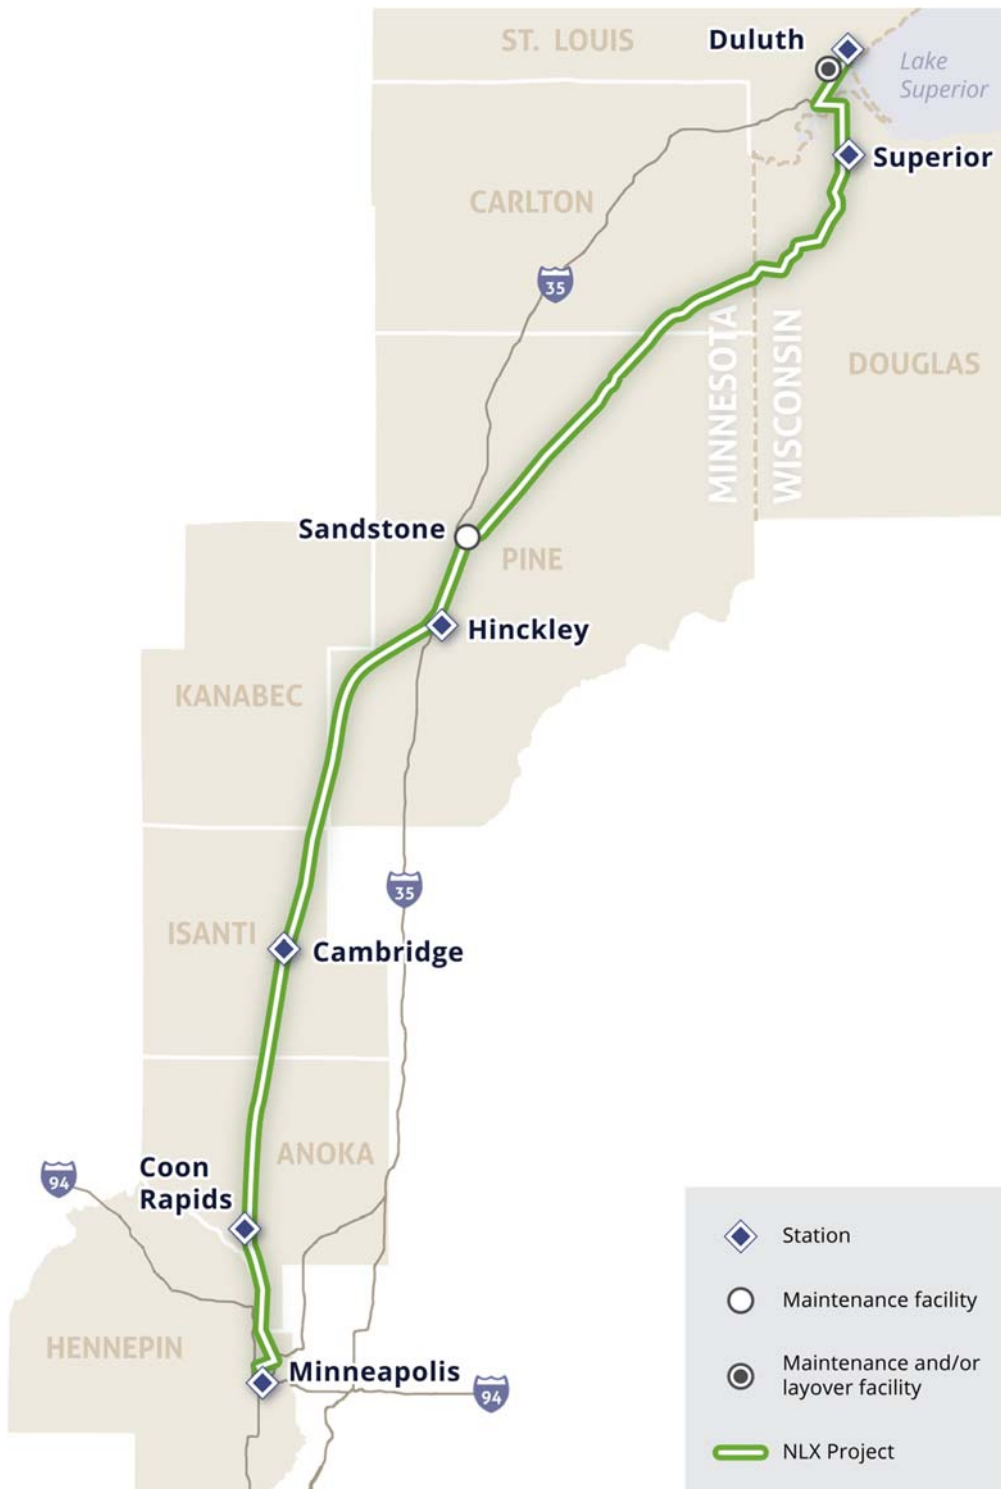 ST. LOUIS
Duluth
Lake
Superior
Superior
CARLTON
35
MINNESOTA
WISCONSIN
DOUGLAS
Sandstone
PINE
Hinckley
KANABEC
35
ISANTI
Cambridge
ANOKA
Coon
Rapids
94
HENNEPIN
Minneapolis
94
Station
Maintenance facility
Maintenance and/or
layover facility
NLX Project